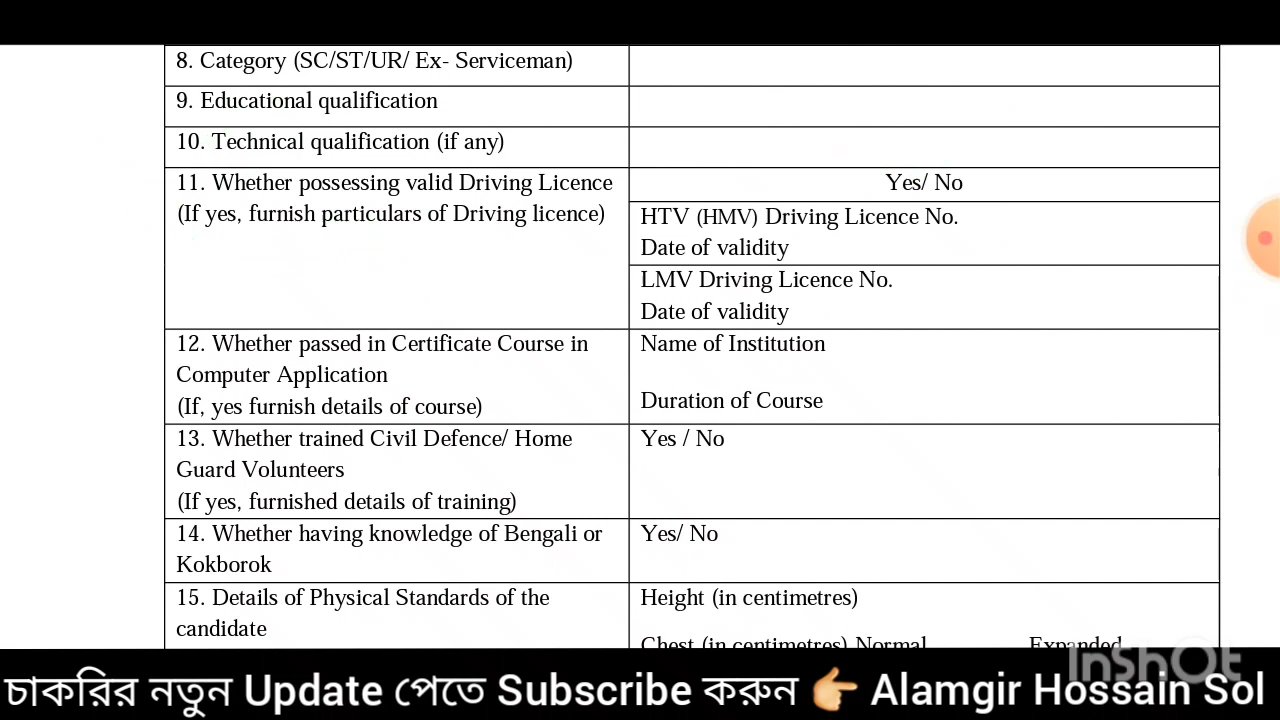 8. Category (SC/ST/UR/ Ex- Serviceman)
9. Educational qualification
10. Technical qualification (if any)
11. Whether possessing valid Driving Licence
(If yes, furnish particulars of Driving licence)
Yes/ No
HTV (HMV) Driving Licence No.
Date of validity
LMV Driving Licence No.
Date of validity
12. Whether passed in Certificate Course in
Computer Application
(If, yes furnish details of course)
Name of Institution
Duration of Course
13. Whether trained Civil Defence/ Home
Guard Volunteers
(If yes, furnished details of training)
Yes / No
14. Whether having knowledge of Bengali or
Kokborok
Yes/ No
15. Details of Physical Standards of the
candidate
Height (in centimetres)
Chest (in centimetres) Normal Expanded
InShOt
চাকরির নতুন Update পেতে Subscribe করুন 👉 Alamgir Hossain Sol